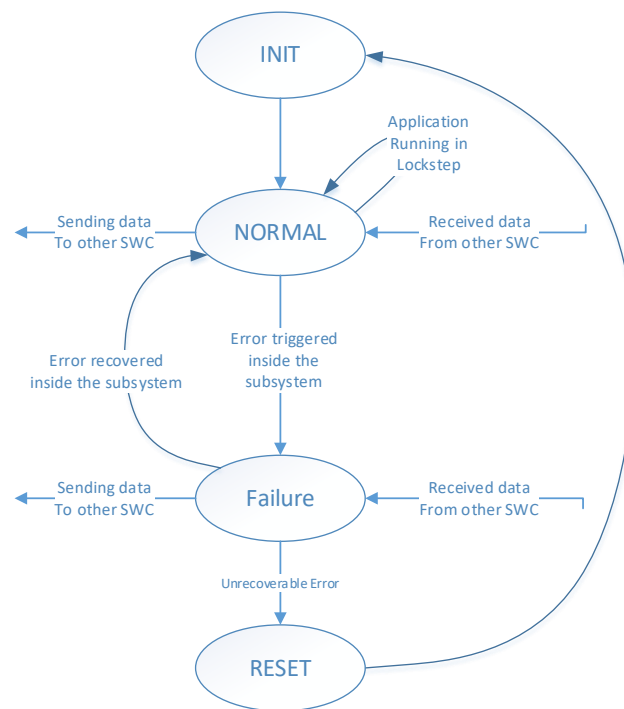 INIT
Application
Running in
Lockstep
Sending data
To other SWC
NORMAL
Received data
From other SWC
Error recovered
inside the subsystem
Error triggered
inside the
subsystem
Sending data
To other SWC
Failure
Received data
From other SWC
Unrecoverable Error
RESET